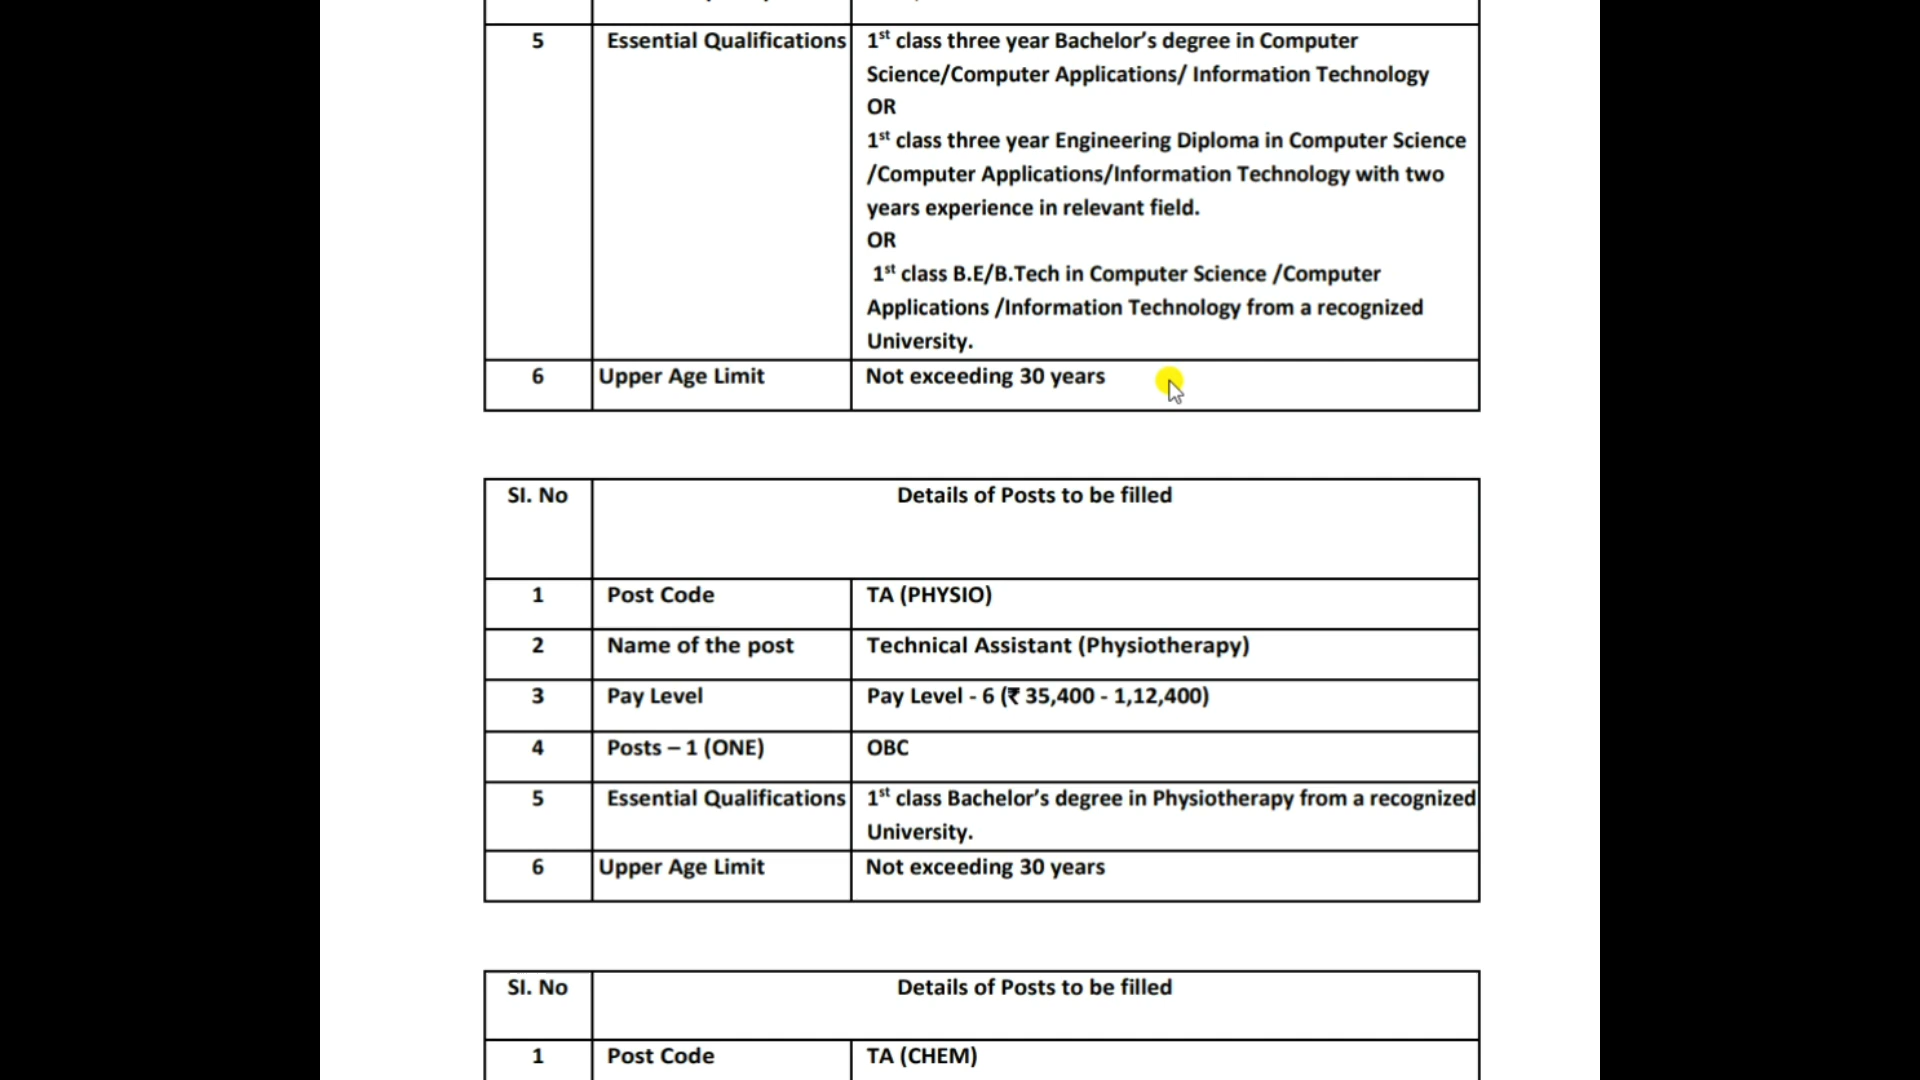 5 Essential Qualifications 1st class three year Bachelor’s degree in Computer
Science/Computer Applications/ Information Technology
OR
1st class three year Engineering Diploma in Computer Science
/Computer Applications/Information Technology with two
years experience in relevant field.
OR
1st class B.E/B.Tech in Computer Science /Computer
Applications /Information Technology from a recognized
University.
6 Upper Age Limit Not exceeding 30 years
SI. No Details of Posts to be filled
1 Post Code TA (PHYSIO)
2 Name of the post Technical Assistant (Physiotherapy)
3 Pay Level Pay Level - 6 (₹ 35,400 - 1,12,400)
4 Posts – 1 (ONE) OBC
5 Essential Qualifications 1st class Bachelor’s degree in Physiotherapy from a recognized
University.
6 Upper Age Limit Not exceeding 30 years
SI. No Details of Posts to be filled
1 Post Code TA (CHEM)